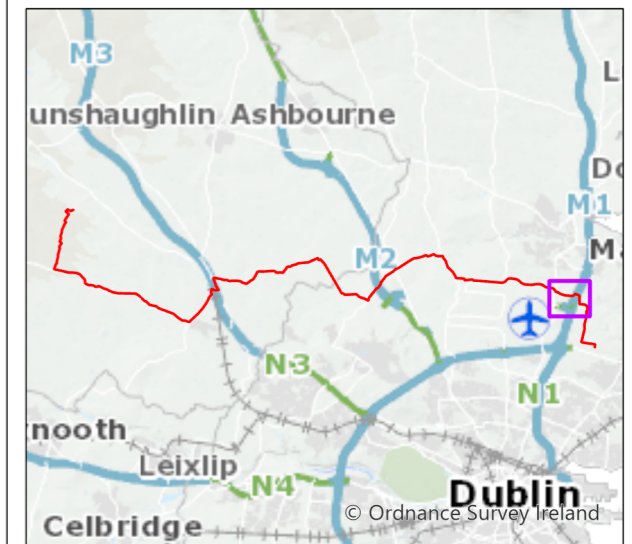 M3
L
unshaughlin Ashbourne
Do
M1
M2
Ma
N3
N1
nooth
Leixlip
N4
Dublin
© Ordnance Survey Ireland
Celbridge